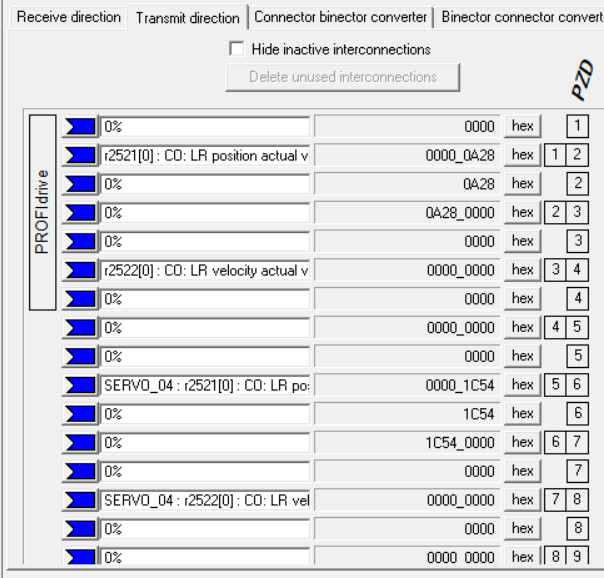 Receive direction Transmit direction Connector binector converter Binector connector convert
Hide inactive interconnections
Delete unused interconnections
PZD
PROFIdrive
0% 0000 hex 1
r2521[0] : CO: LR position actual v 0000_0A28 hex 1 2
0% 0A28 hex 2
0% 0A28_0000 hex 2 3
0% 0000 hex 3
r2522[0] : CO: LR velocity actual v 0000_0000 hex 3 4
0% 0000 hex 4
0% 0000_0000 hex 4 5
0% 0000 hex 5
SERVO_04 : r2521[0] : CO: LR po 0000_1C54 hex 5 6
0% 1C54 hex 6
0% 1C54_0000 hex 6 7
0% 0000 hex 7
SERVO_04 : r2522[0] : CO: LR vel 0000_0000 hex 7 8
0% 0000 hex 8
0% 0000 0000 hex 8 9